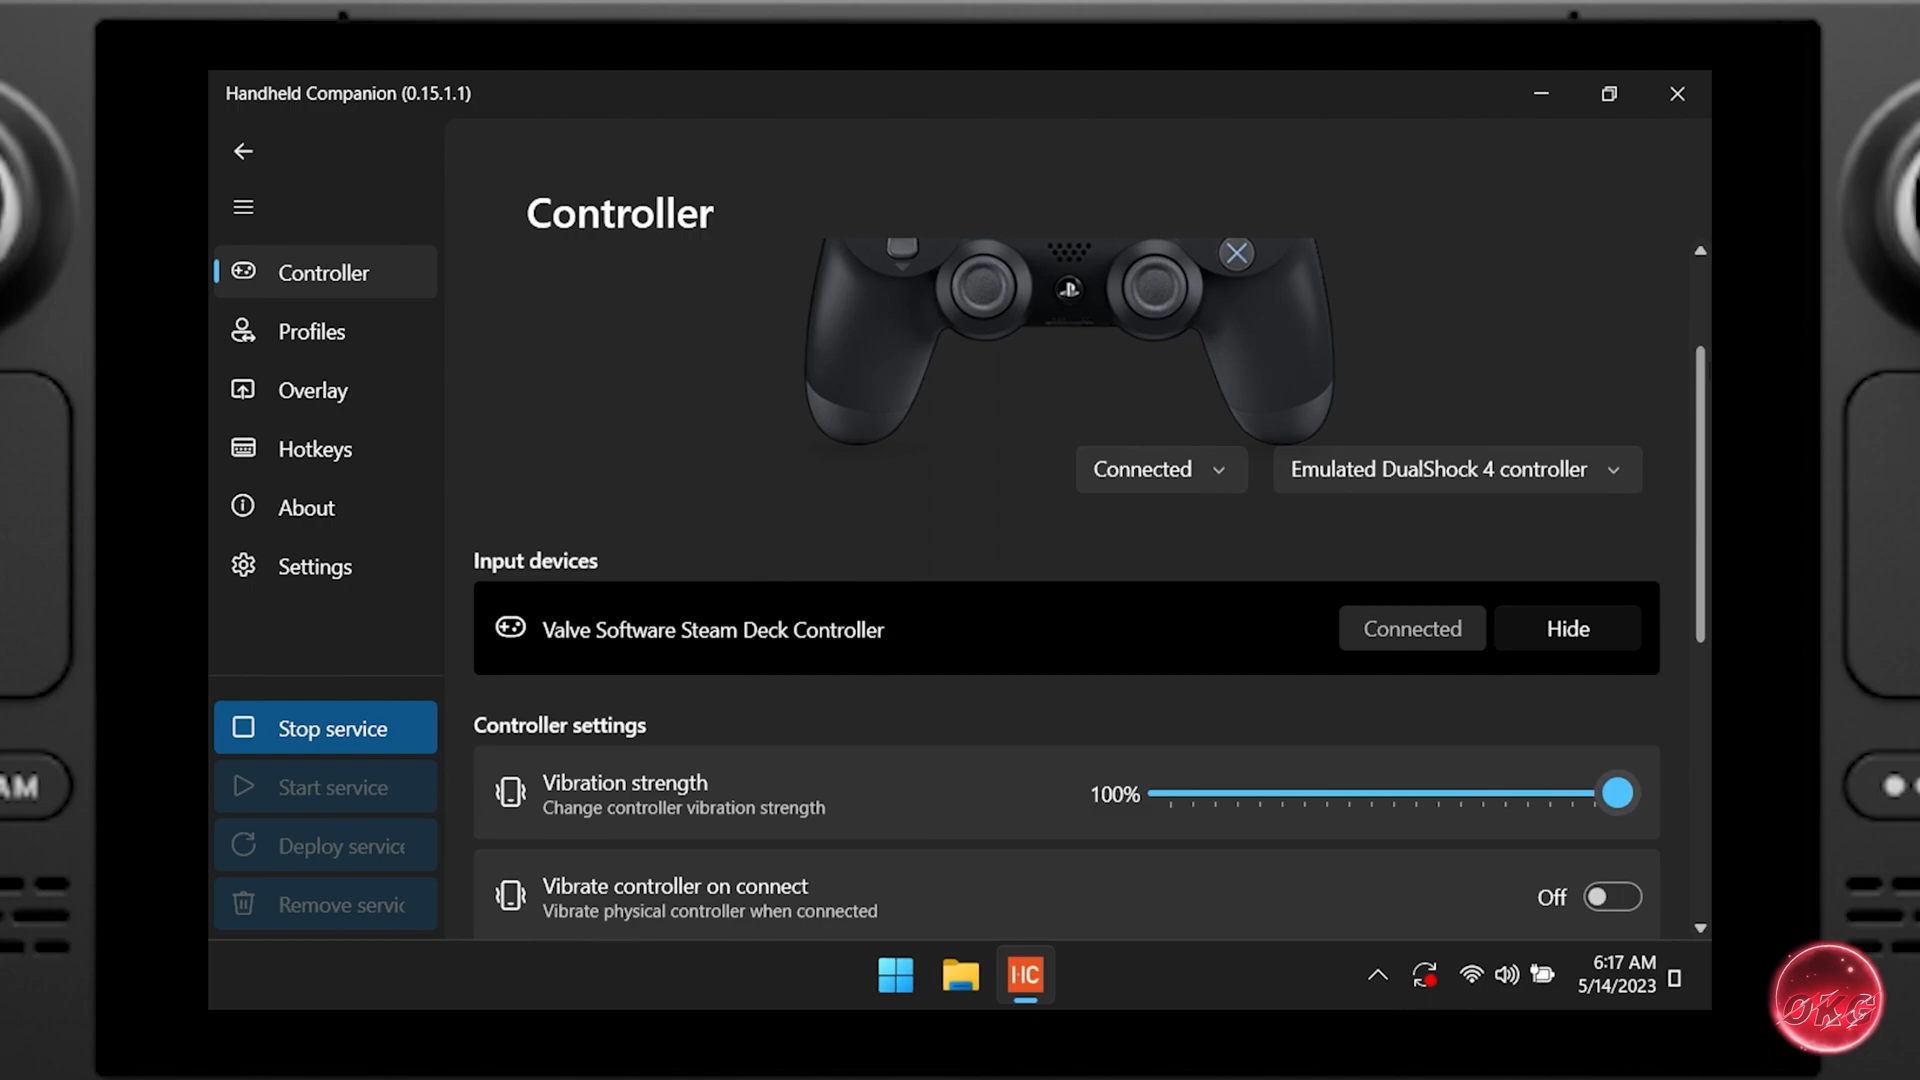 Handheld Companion (0.15.1.1)
Controller
Controller
Profiles
Overlay
Hotkeys
About
Settings
Connected
Emulated DualShock 4 controller
Input devices
Valve Software Steam Deck Controller
Connected
Hide
Controller settings
Vibration strength
Change controller vibration strength
100%
Vibrate controller on connect
Vibrate physical controller when connected
Off
Stop service
Start service
Deploy service
Remove servic
AM
HC
6:17 AM
5/14/2023
OKG